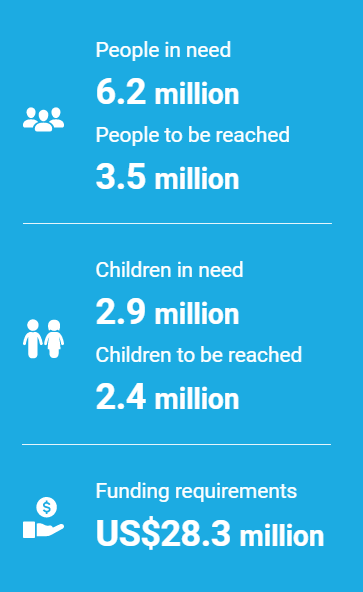 People in need
6.2 million
People to be reached
3.5 million
Children in need
2.9 million
Children to be reached
2.4 million
Funding requirements
US$28.3 million